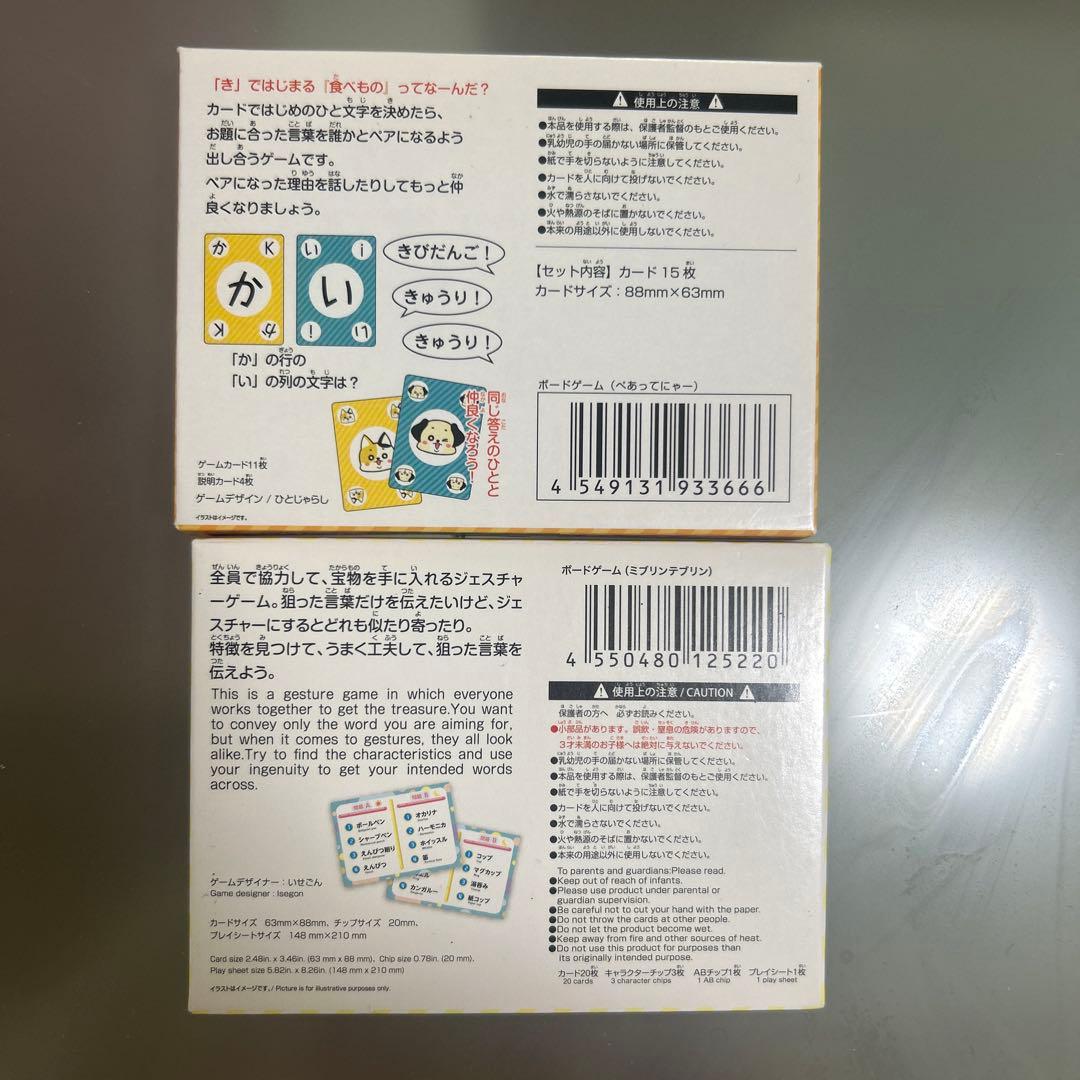 「き」ではじまる『食べもの』ってなーんだ？
カードではじめのひと文字を決めたら、
お題に合った言葉を誰かとペアになるよう
出し合うゲームです。
ペアになった理由を話したりしてもっと仲
良くなりましょう。
か K
か
K か
い i
い
i い
きびだんご！
きゅうり！
きゅうり！
「か」の行の
「い」の列の文字は？
同じ答えのひとと
仲良くなろう！
ゲームカード11枚
説明カード4枚
ゲームデザイン / ひとじゃらし
イラストはイメージです。
使用上の注意
●本品を使用する際は、保護者監督のもとご使用ください。
●乳幼児の手の届かない場所に保管してください。
●紙で手を切らないように注意してください。
●カードを人に向けて投げないでください。
●水で濡らさないでください。
●火や熱源のそばに置かないでください。
●本来の用途以外に使用しないでください。
【セット内容】カード 15 枚
カードサイズ：88mm×63mm
ボードゲーム（ぺあってにゃー）
4 549131 933666
全員で協力して、宝物を手に入れるジェスチャ
ーゲーム。狙った言葉だけを伝えたいけど、ジェ
スチャーにするとどれも似たり寄ったり。
特徴を見つけて、うまく工夫して、狙った言葉を
伝えよう。
This is a gesture game in which everyone
works together to get the treasure.You want
to convey only the word you are aiming for,
but when it comes to gestures, they all look
alike.Try to find the characteristics and use
your ingenuity to get your intended words
across.
問題 A
1 ボールペン
2 シャープペン
3 えんぴつ削り
4 えんぴつ
問題 B
1 オカリナ
2 ハーモニカ
3 ホイッスル
4 笛
カンガルー
問題 B
コップ
マグカップ
湯呑み
紙コップ
ゲームデザイナー：いせごん
Game designer : Isegon
カードサイズ 63mm×88mm、チップサイズ 20mm、
プレイシートサイズ 148 mm×210 mm
Card size 2.48in. x 3.46in. (63 mm x 88 mm), Chip size 0.78in. (20 mm),
Play sheet size 5.82in. x 8.26in. (148 mm x 210 mm)
イラストはイメージです。/ Picture is for illustrative purposes only.
ボードゲーム（ミブリンテブリン）
4 550480 125220
使用上の注意 / CAUTION
保護者の方へ 必ずお読みください。
●小部品があります。誤飲・窒息の危険がありますので、
3才未満のお子様へは絶対に与えないでください。
●乳幼児の手の届かない場所に保管してください。
●本品を使用する際は、保護者監督のもとご使用ください。
●紙で手を切らないように注意してください。
●カードを人に向けて投げないでください。
●水で濡らさないでください。
●火や熱源のそばに置かないでください。
●本来の用途以外に使用しないでください。
To parents and guardians:Please read.
●Keep out of reach of infants.
●Please use product under parental or
guardian supervision.
●Be careful not to cut your hand with the paper.
●Do not throw the cards at other people.
●Do not let the product become wet.
●Keep away from fire and other sources of heat.
●Do not use this product for purposes than
its originally intended purpose.
カード20枚 キャラクターチップ3枚 ABチップ1枚 プレイシート1枚
20 cards 3 character chips 1 AB chip 1 play sheet